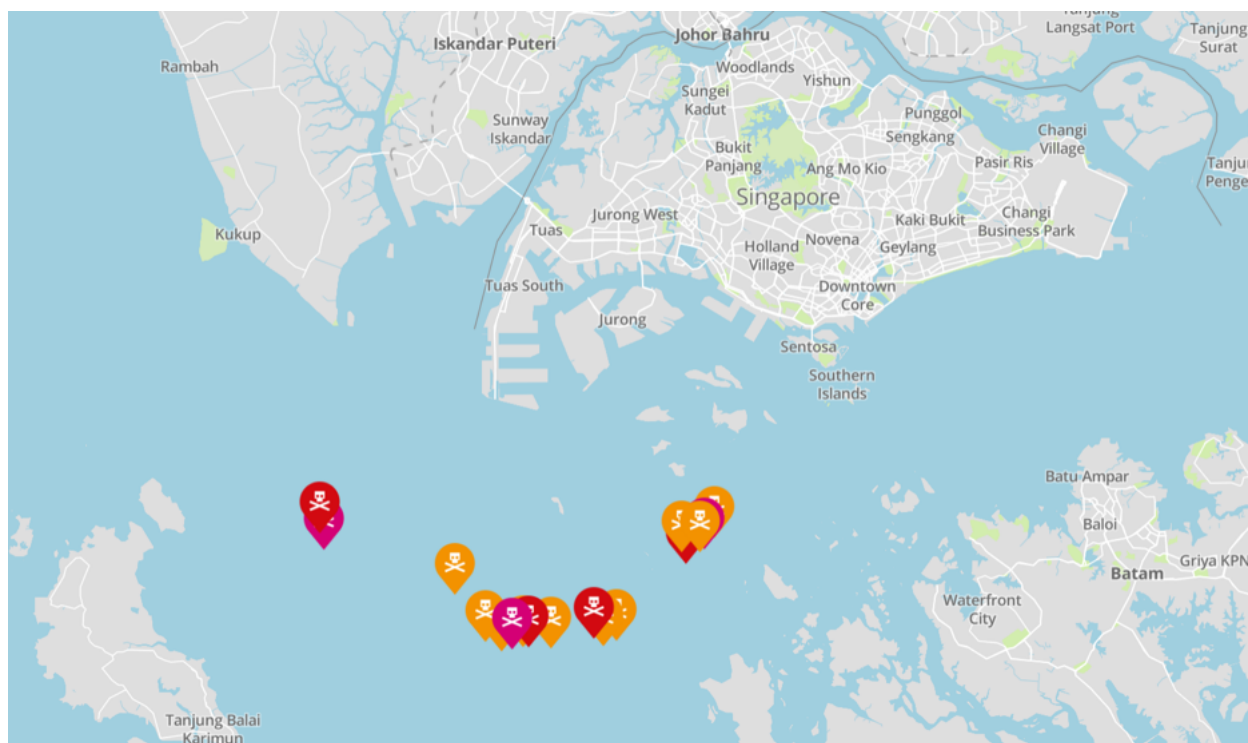 Tanjung
Langsat Port
Tanjung
Surat
Johor Bahru
Iskandar Puteri
Woodlands
Rambah
Yishun
Sungei
Kadut
Punggol
Sunway
Iskandar
Sengkang
Changi
Village
Bukit
Panjang
Ang Mo Kio
Pasir Ris
Singapore
Jurong West
Kaki Bukit
Changi
Business Park
Kukup
Tuas
Novena
Holland
Village
Geylang
Tuas South
Downtown
Core
Jurong
Sentosa
Southern
Islands
Batu Ampar
Baloi
Griya KPN
Batam
Waterfront
City
Tanjung Balai
Karimun